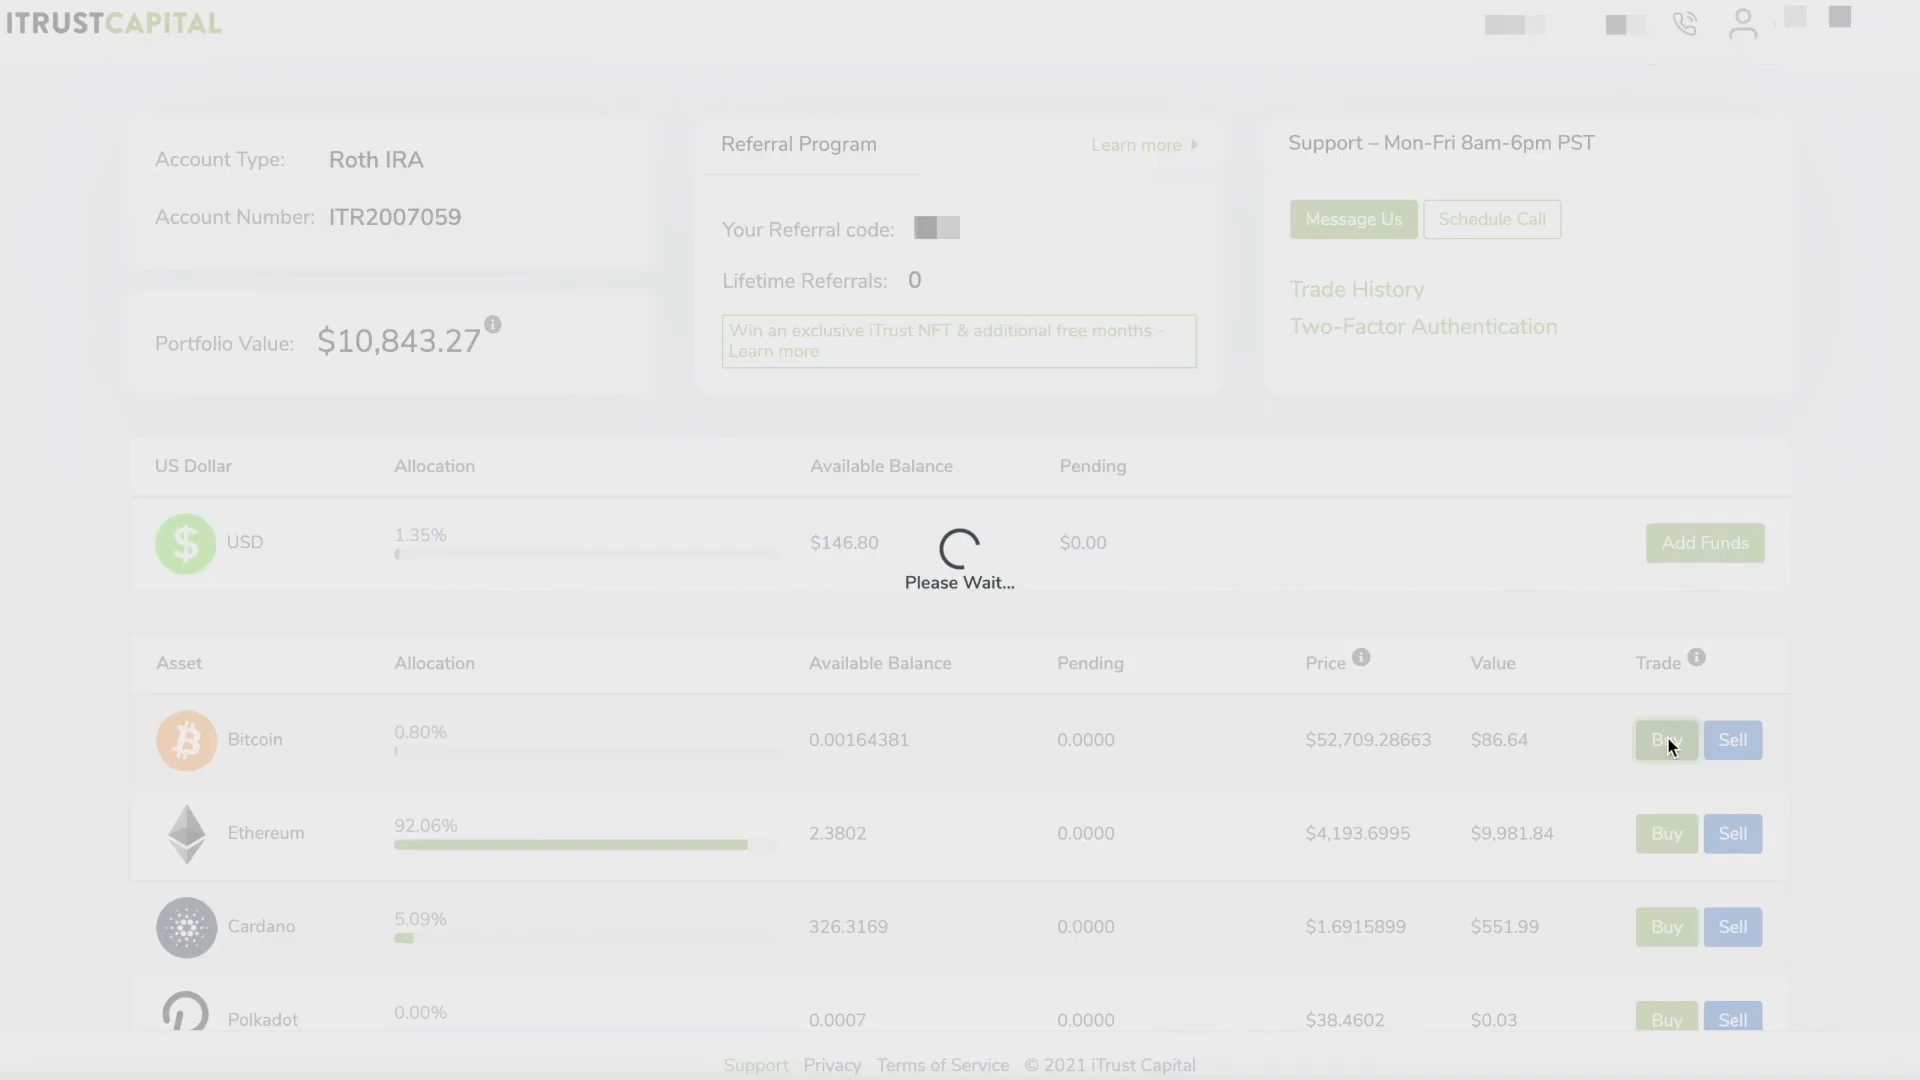 ITRUSTCAPITAL
Account Type: Roth IRA
Account Number: ITR2007059
Portfolio Value: $10,843.27
Referral Program Learn more
Your Referral code:
Lifetime Referrals: 0
Win an exclusive iTrust NFT & additional free months -
Learn more
Support – Mon-Fri 8am-6pm PST
Message Us Schedule Call
Trade History
Two-Factor Authentication
US Dollar Allocation Available Balance Pending
USD 1.35% $146.80 $0.00 Add Funds
Please Wait...
Asset Allocation Available Balance Pending Price Value Trade
Bitcoin 0.80% 0.00164381 0.0000 $52,709.28663 $86.64 Buy Sell
Ethereum 92.06% 2.3802 0.0000 $4,193.6995 $9,981.84 Buy Sell
Cardano 5.09% 326.3169 0.0000 $1.6915899 $551.99 Buy Sell
Polkadot 0.00% 0.0007 0.0000 $38.4602 $0.03 Buy Sell
Support Privacy Terms of Service © 2021 iTrust Capital